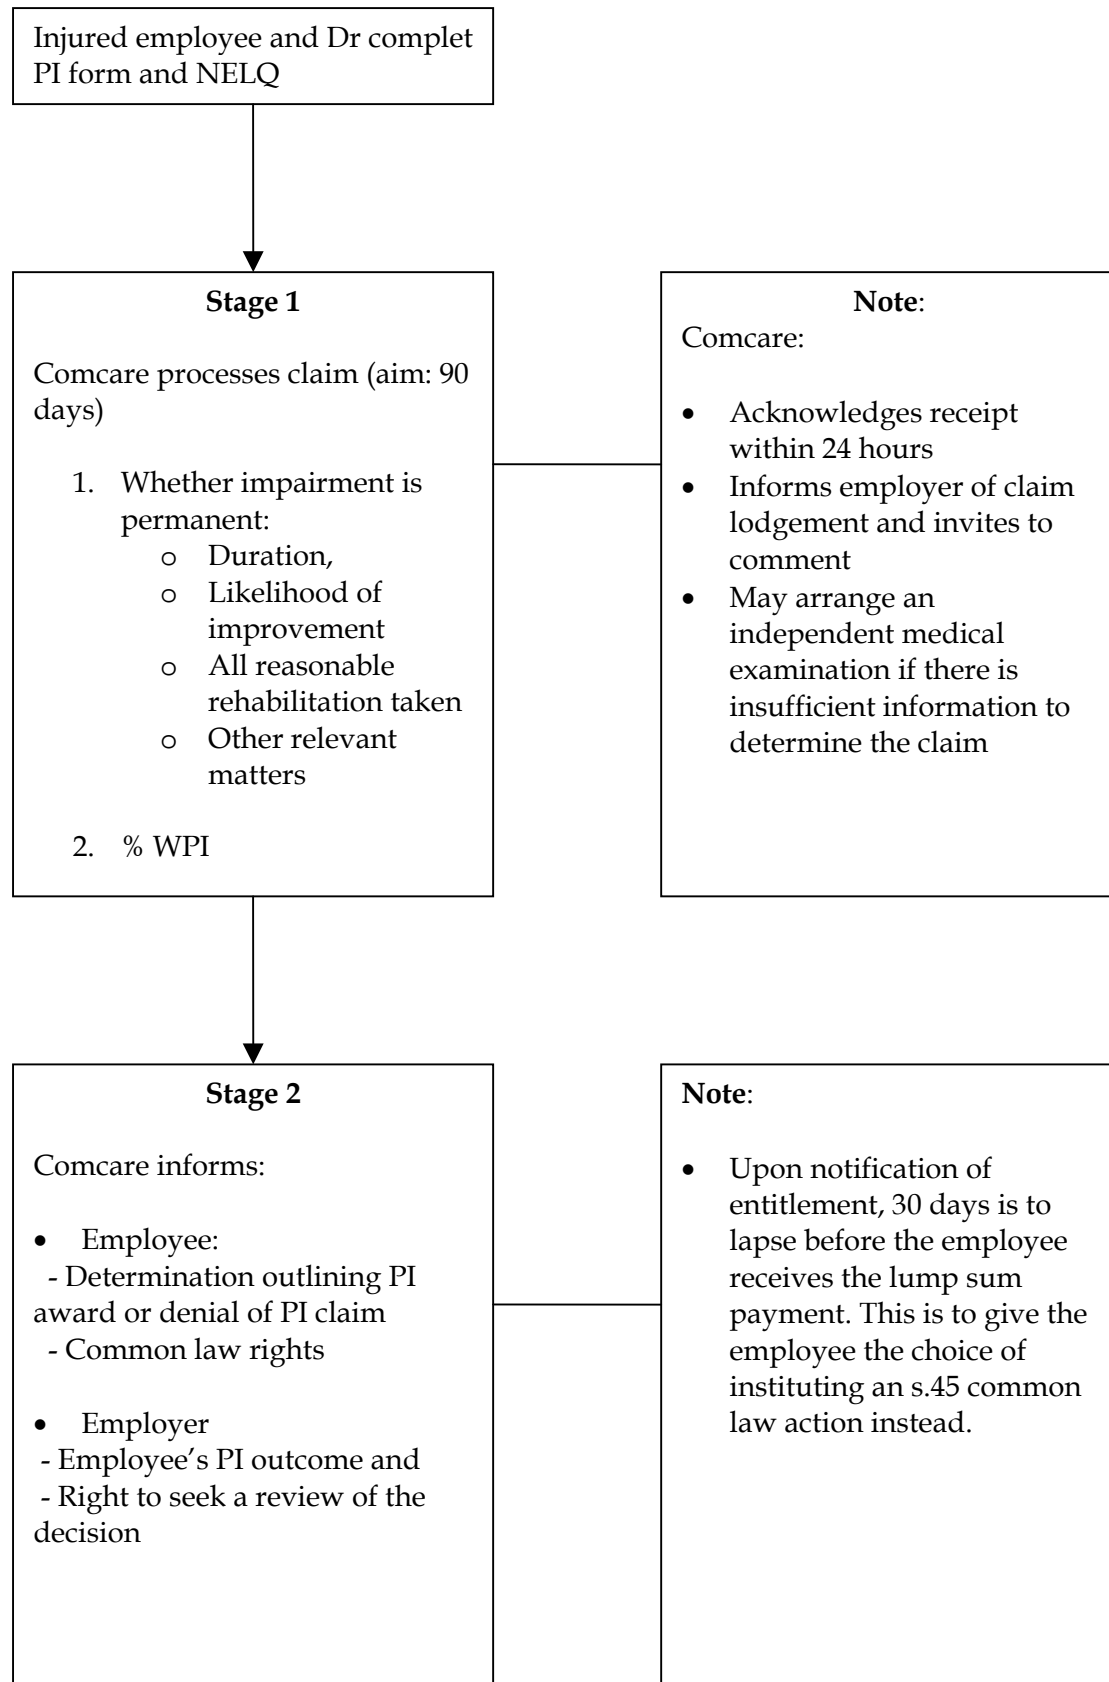 Injured employee and Dr complet
PI form and NELQ
Stage 1
Comcare processes claim (aim: 90
days)
1. Whether impairment is
permanent:
o Duration,
o Likelihood of
improvement
o All reasonable
rehabilitation taken
o Other relevant
matters
2. % WPI
Note:
Comcare:
• Acknowledges receipt
within 24 hours
• Informs employer of claim
lodgement and invites to
comment
• May arrange an
independent medical
examination if there is
insufficient information to
determine the claim
Stage 2
Comcare informs:
• Employee:
- Determination outlining PI
award or denial of PI claim
- Common law rights
• Employer
- Employee’s PI outcome and
- Right to seek a review of the
decision
Note:
• Upon notification of
entitlement, 30 days is to
lapse before the employee
receives the lump sum
payment. This is to give the
employee the choice of
instituting an s.45 common
law action instead.